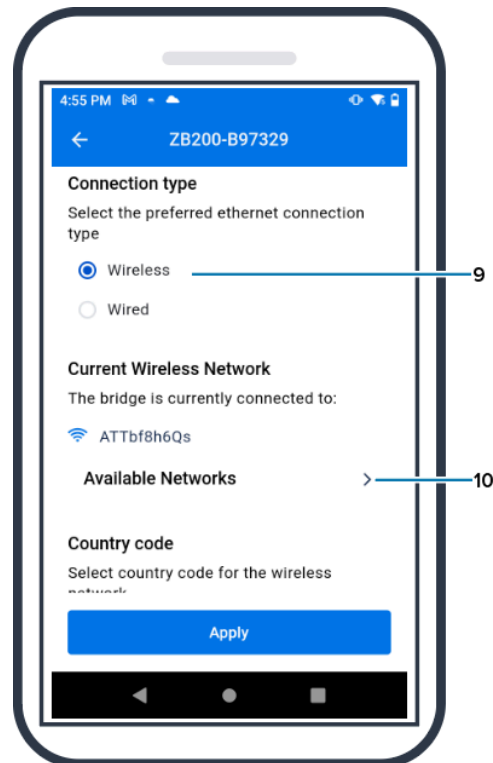 4:55 PM
ZB200-B97329
Connection type
Select the preferred ethernet connection
type
Wireless
9
Wired
Current Wireless Network
The bridge is currently connected to:
ATTbf8h6Qs
Available Networks
10
Country code
Select country code for the wireless
network
Apply